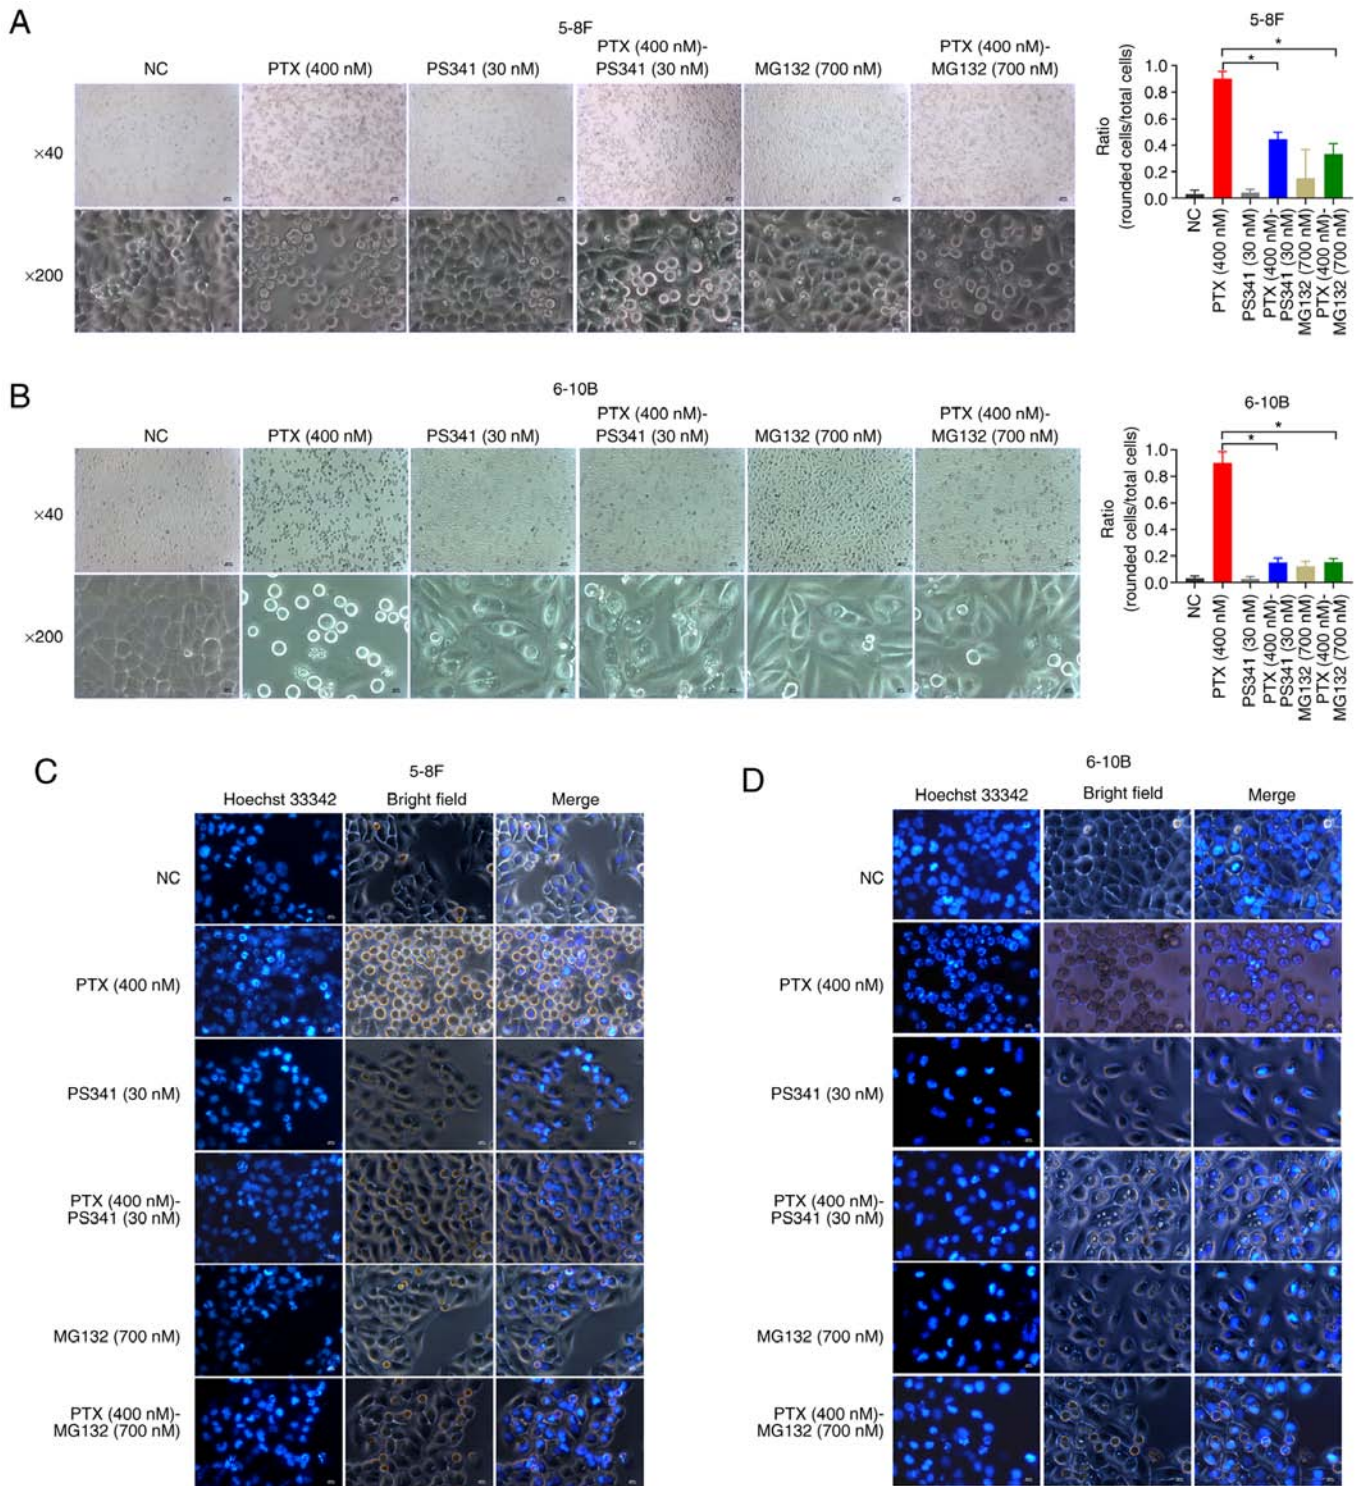 A
5-8F
NC
PTX (400 nM)
PS341 (30 nM)
PTX (400 nM)-
PS341 (30 nM)
MG132 (700 nM)
PTX (400 nM)-
MG132 (700 nM)
×40
×200
5-8F
*
*
Ratio
(rounded cells/total cells)
1.0
0.8
0.6
0.4
0.2
0.0
NC
PTX (400 nM)
PS341 (30 nM)
PTX (400 nM)-
PS341 (30 nM)
MG132 (700 nM)
PTX (400 nM)-
MG132 (700 nM)
B
6-10B
NC
PTX (400 nM)
PS341 (30 nM)
PTX (400 nM)-
PS341 (30 nM)
MG132 (700 nM)
PTX (400 nM)-
MG132 (700 nM)
×40
×200
6-10B
*
*
Ratio
(rounded cells/total cells)
1.0
0.8
0.6
0.4
0.2
0.0
NC
PTX (400 nM)
PS341 (30 nM)
PTX (400 nM)-
PS341 (30 nM)
MG132 (700 nM)
PTX (400 nM)-
MG132 (700 nM)
C
5-8F
Hoechst 33342
Bright field
Merge
NC
PTX (400 nM)
PS341 (30 nM)
PTX (400 nM)-
PS341 (30 nM)
MG132 (700 nM)
PTX (400 nM)-
MG132 (700 nM)
D
6-10B
Hoechst 33342
Bright field
Merge
NC
PTX (400 nM)
PS341 (30 nM)
PTX (400 nM)-
PS341 (30 nM)
MG132 (700 nM)
PTX (400 nM)-
MG132 (700 nM)